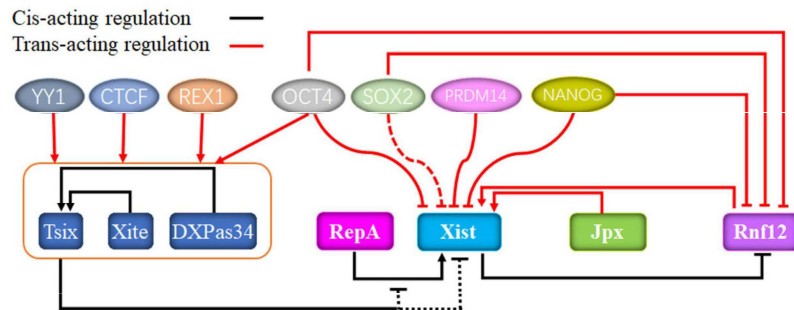 Cis-acting regulation
Trans-acting regulation
YY1 CTCF REX1 OCT4 SOX2 PRDM14 NANOG
Tsix Xite DXPas34 RepA Xist Jpx Rnf12